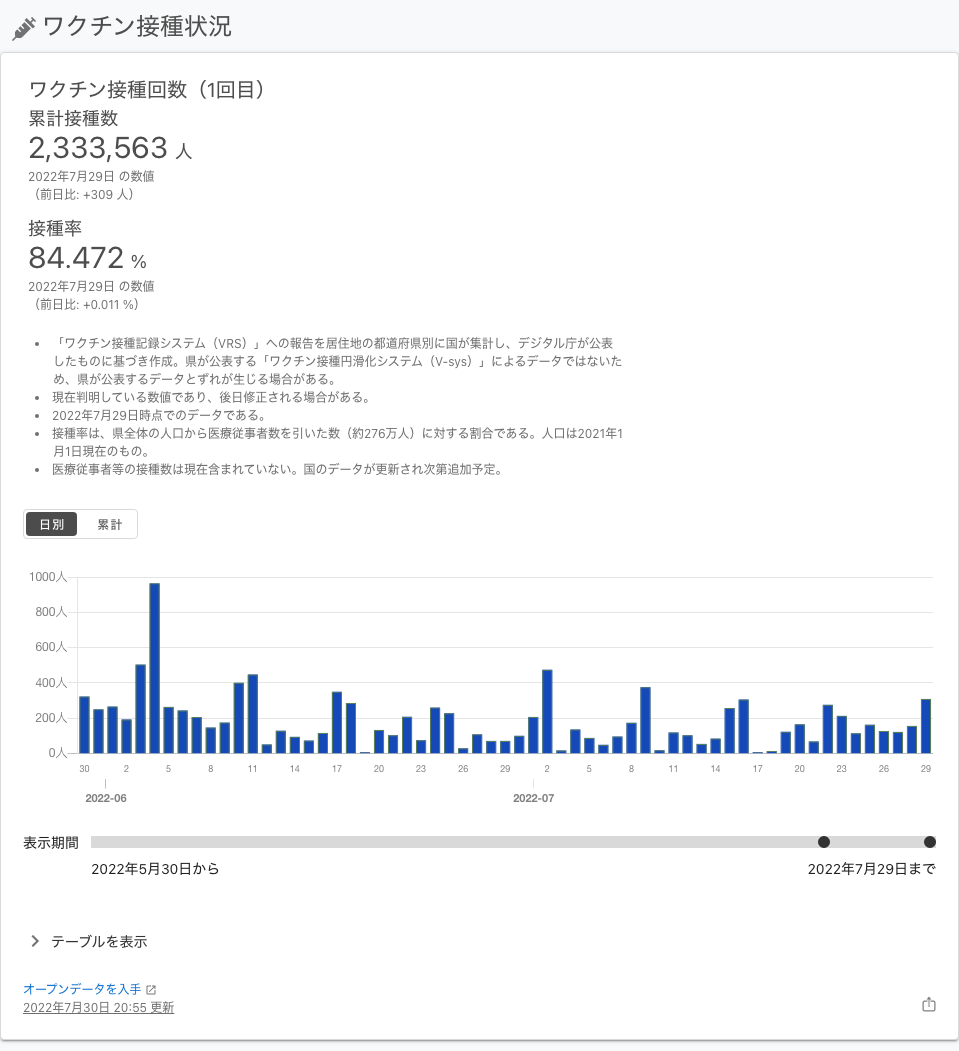 ワクチン接種状況
ワクチン接種回数（1回目）
累計接種数
2,333,563 人
2022年7月29日 の数値
（前日比: +309 人）
接種率
84.472 %
2022年7月29日 の数値
（前日比: +0.011 %）
• 「ワクチン接種記録システム（VRS）」への報告を居住地の都道府県別に国が集計し、デジタル庁が公表
したものに基づき作成。県が公表する「ワクチン接種円滑化システム（V-sys）」によるデータではないた
め、県が公表するデータとずれが生じる場合がある。
• 現在判明している数値であり、後日修正される場合がある。
• 2022年7月29日時点でのデータである。
• 接種率は、県全体の人口から医療従事者数を引いた数（約276万人）に対する割合である。人口は2021年1
月1日現在のもの。
• 医療従事者等の接種数は現在含まれていない。国のデータが更新され次第追加予定。
日別 累計
1000人
800人
600人
400人
200人
0人
30 2 5 8 11 14 17 20 23 26 29 2 5 8 11 14 17 20 23 26 29
2022-06 2022-07
表示期間
2022年5月30日から 2022年7月29日まで
テーブルを表示
オープンデータを入手
2022年7月30日 20:55 更新